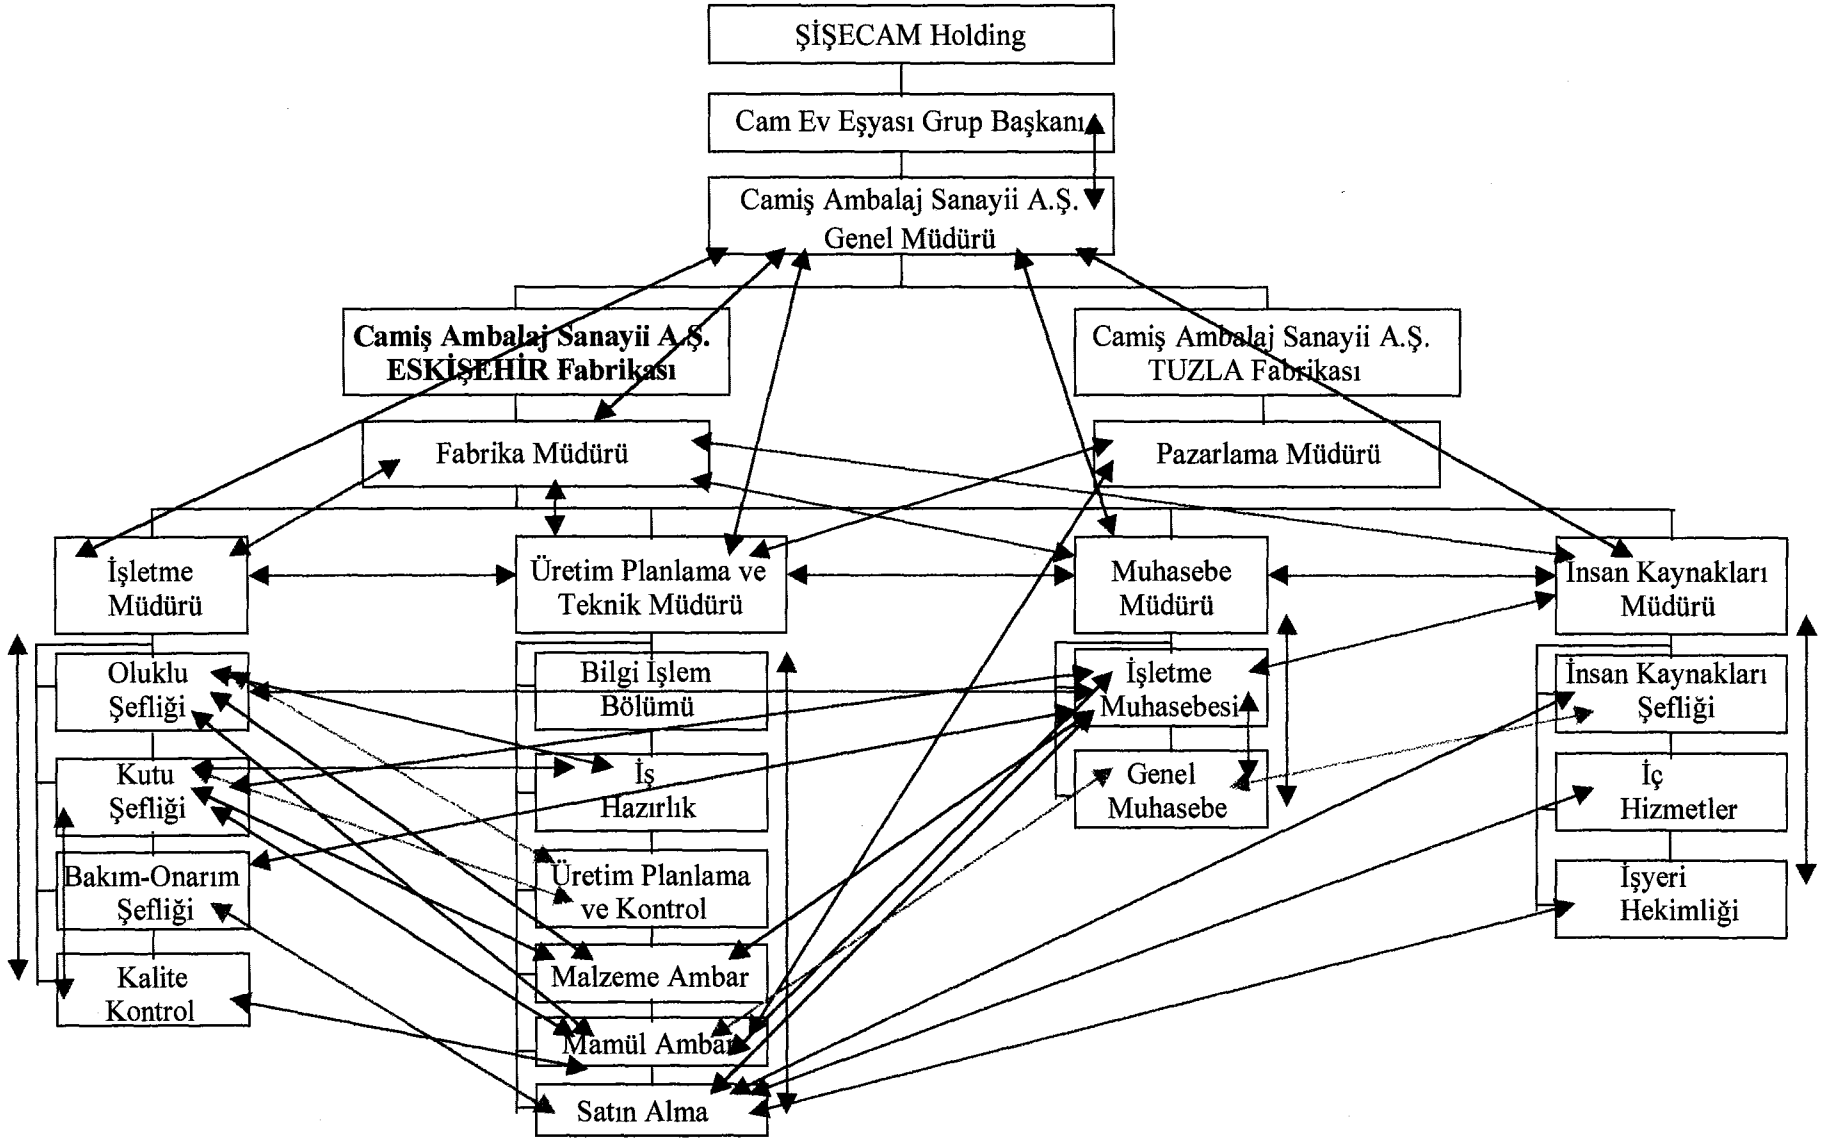 ŞİŞECAM Holding
Cam Ev Eşyası Grup Başkanı
Camiş Ambalaj Sanayii A.Ş.
Genel Müdürü
Camiş Ambalaj Sanayii A.Ş.
ESKİŞEHİR Fabrikası
Camiş Ambalaj Sanayii A.Ş.
TUZLA Fabrikası
Fabrika Müdürü
Pazarlama Müdürü
İşletme
Müdürü
Üretim Planlama ve
Teknik Müdürü
Muhasebe
Müdürü
İnsan Kaynakları
Müdürü
Oluklu
Şefliği
Kutu
Şefliği
Bakım-Onarım
Şefliği
Kalite
Kontrol
Bilgi İşlem
Bölümü
İş
Hazırlık
Üretim Planlama
ve Kontrol
Malzeme Ambar
Mamül Ambar
Satın Alma
İşletme
Muhasebesi
Genel
Muhasebe
İnsan Kaynakları
Şefliği
İç
Hizmetler
İşyeri
Hekimliği